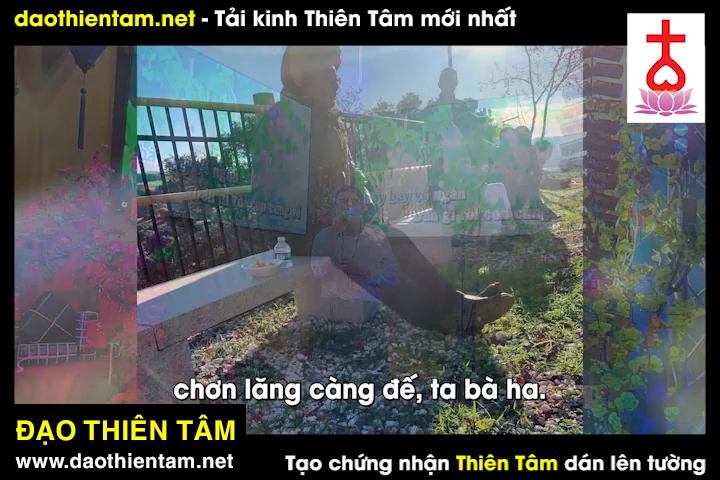 daothientam.net - Tải kinh Thiên Tâm mới nhất
chơn lăng càng đế, ta bà ha.
ĐẠO THIÊN TÂM
www.daothientam.net
Tạo chứng nhận Thiên Tâm dán lên tường